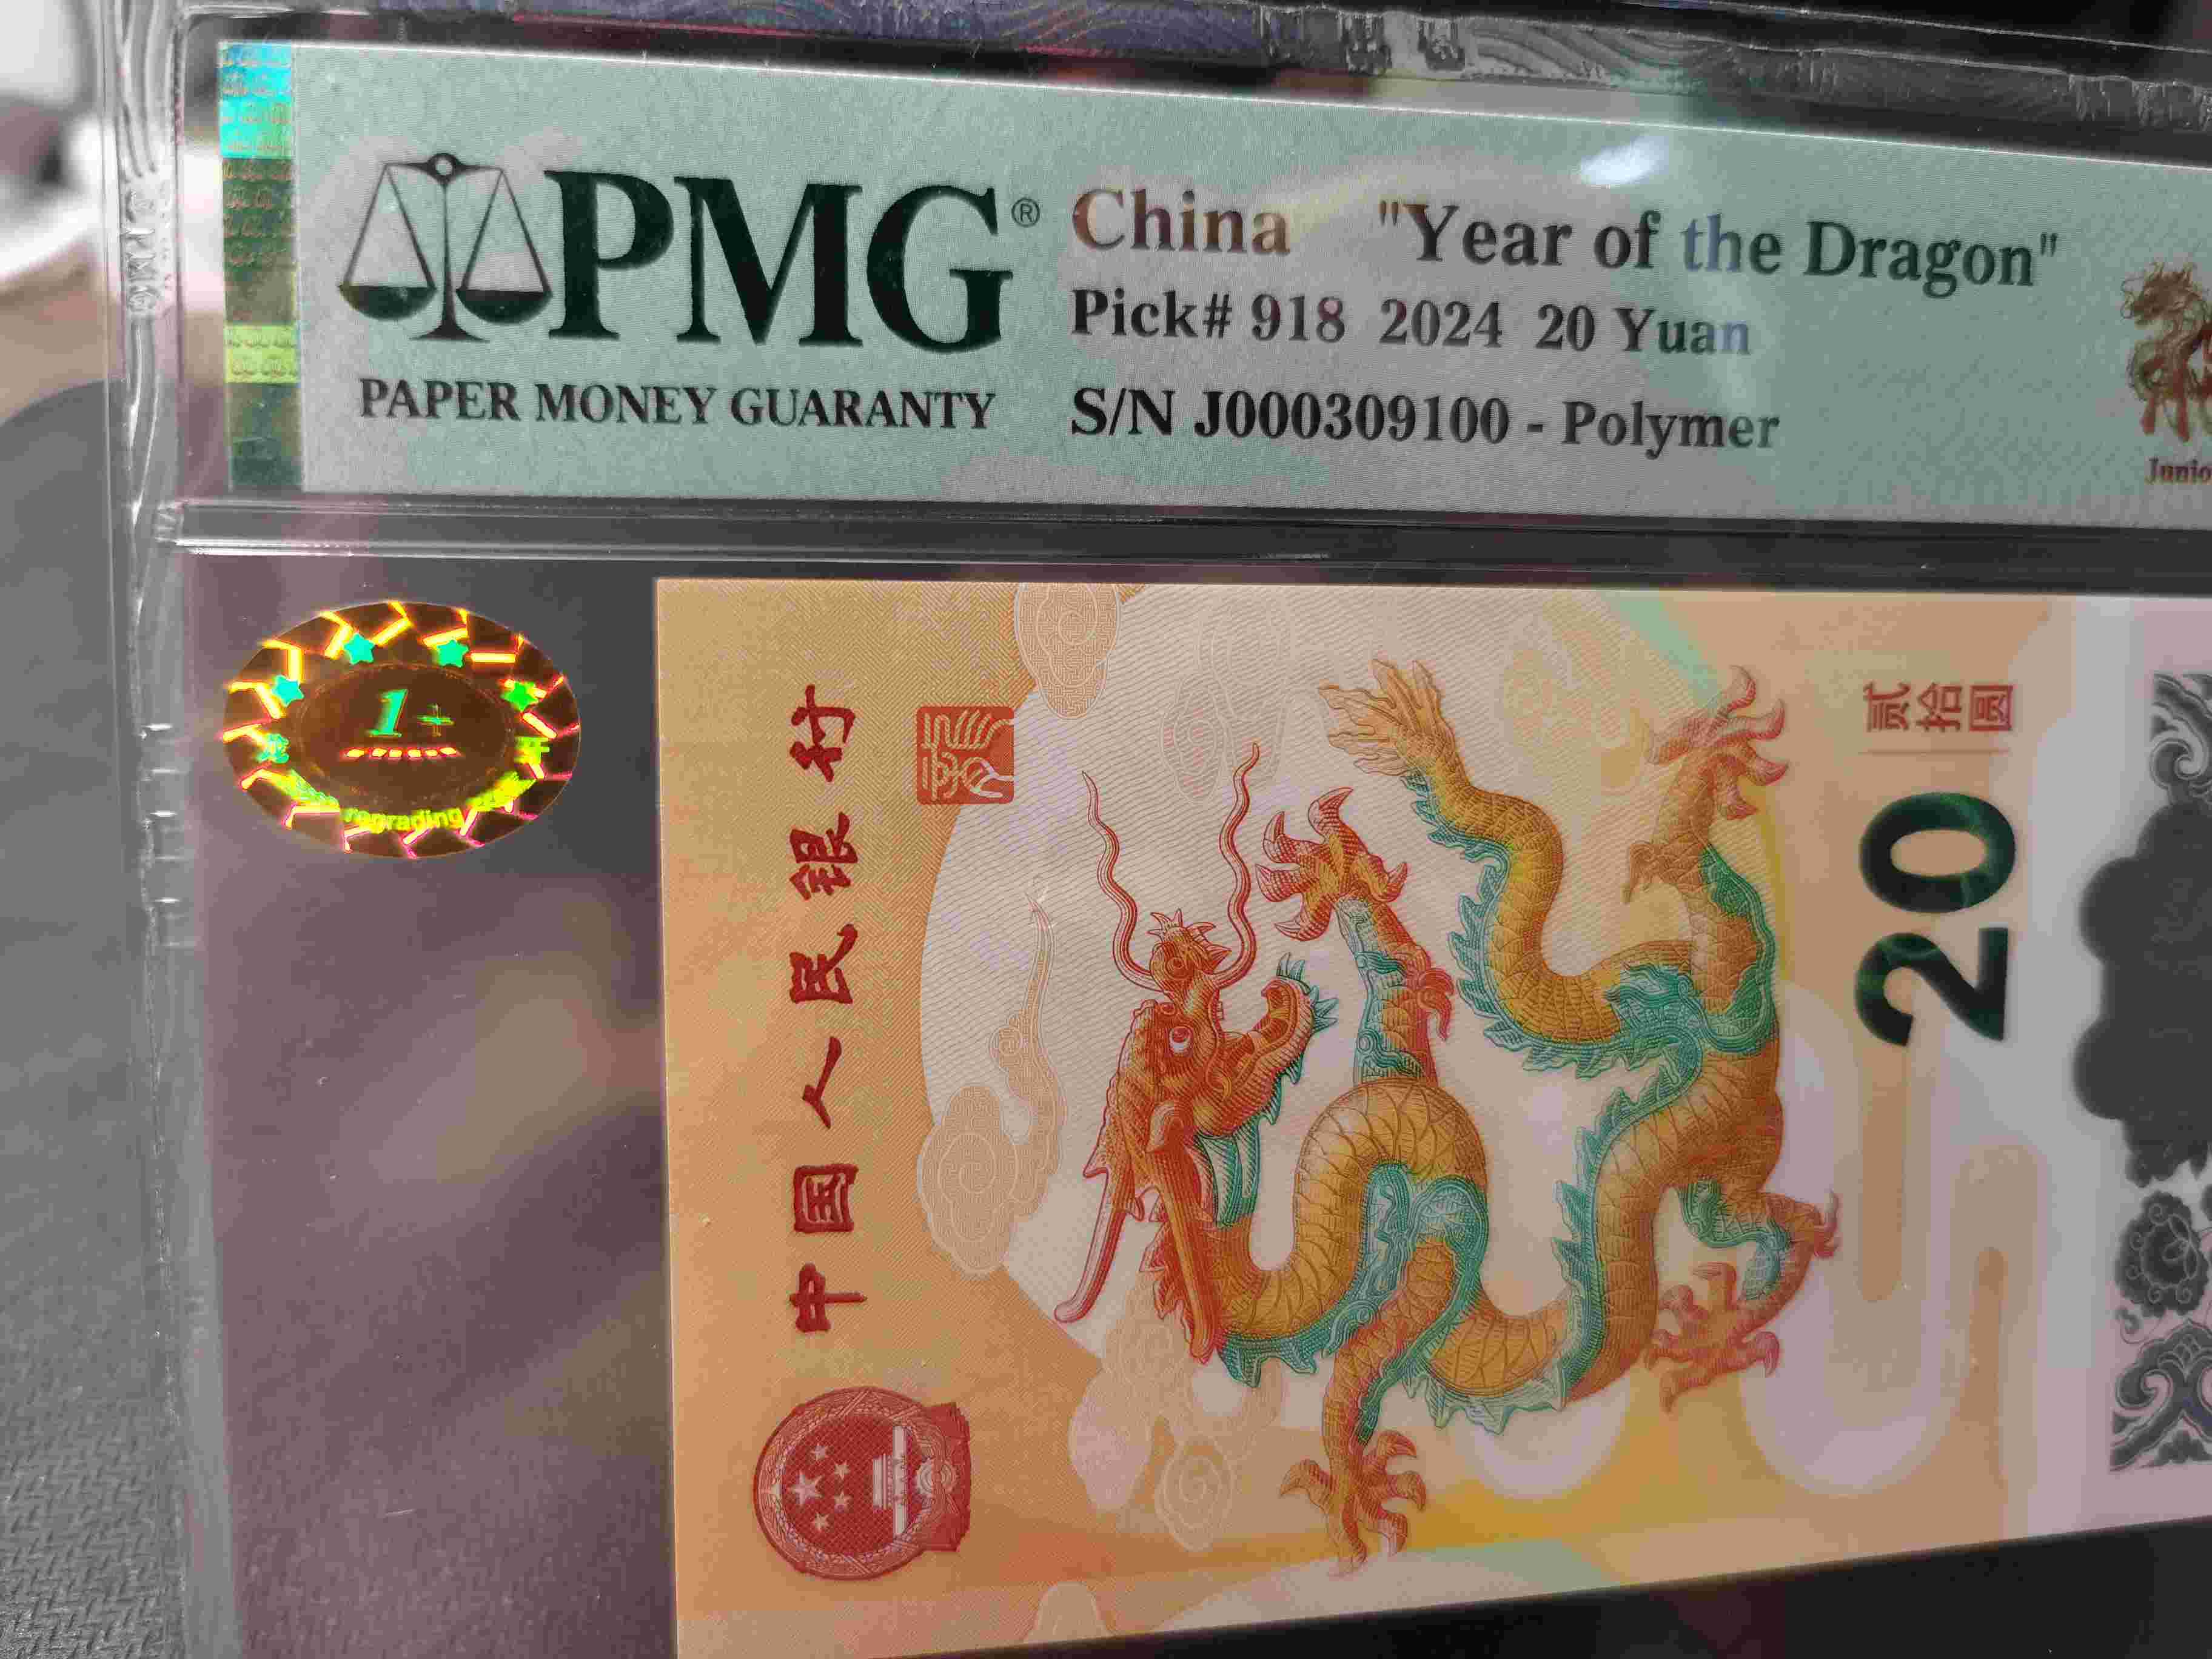 PMG®
PAPER MONEY GUARANTY
China "Year of the Dragon"
Pick# 918 2024 20 Yuan
S/N J000309100 - Polymer
1+
regrading
中国人民银行
贰拾圆
20